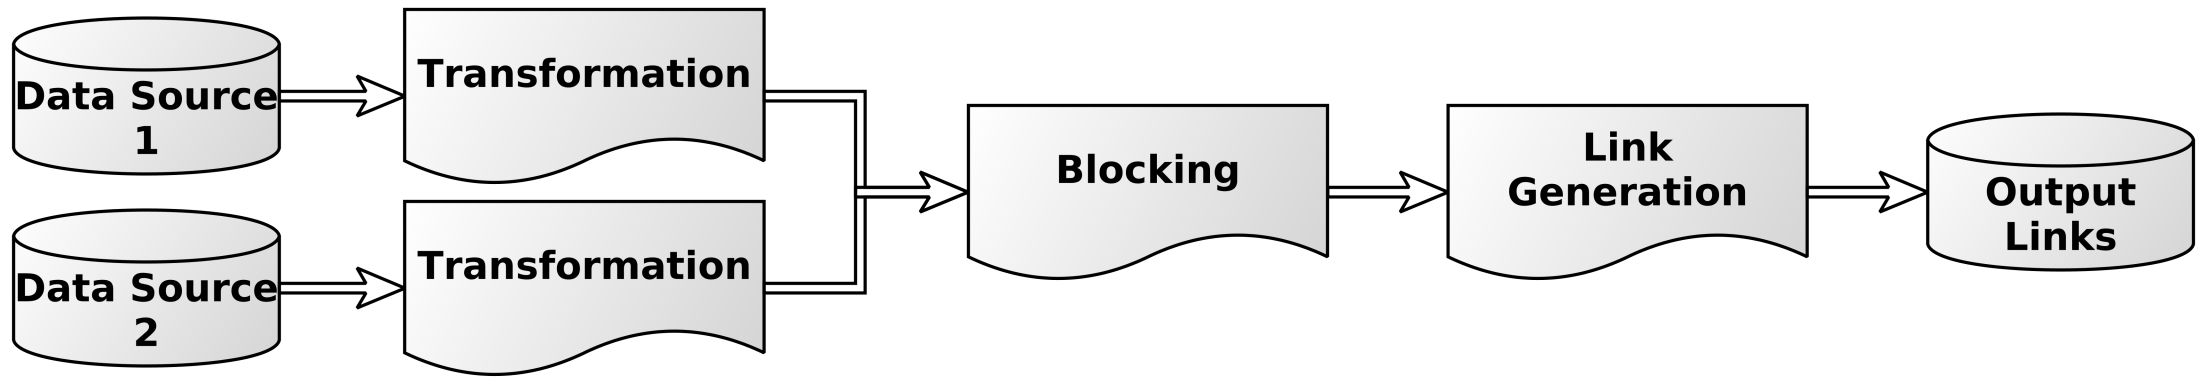 Data Source
1
Transformation
Data Source
2
Transformation
Blocking
Link
Generation
Output
Links